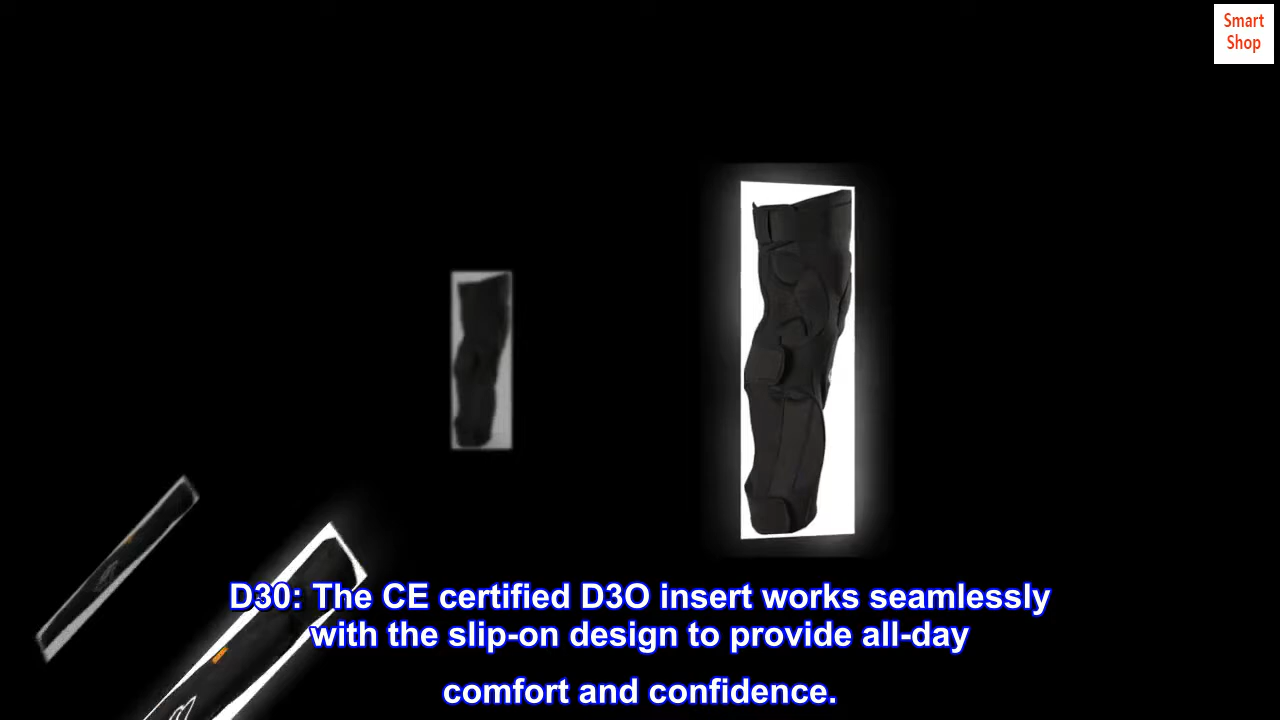 Smart
Shop
D30: The CE certified D3O insert works seamlessly
with the slip-on design to provide all-day
comfort and confidence.